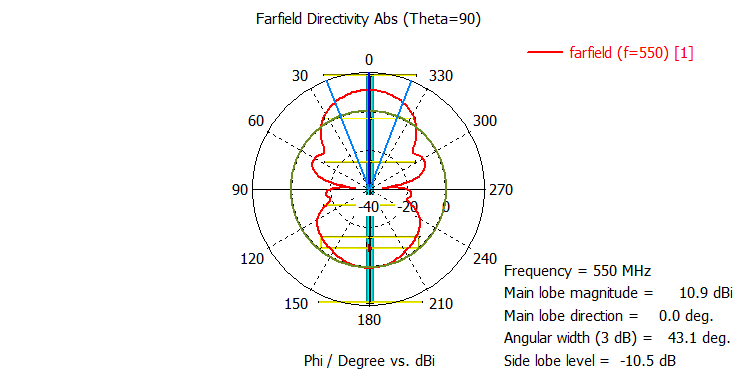 Farfield Directivity Abs (Theta=90)
farfield (f=550) [1]
0
30
330
60
300
90
270
-40
-20
0
120
240
150
210
180
Frequency = 550 MHz
Main lobe magnitude = 10.9 dBi
Main lobe direction = 0.0 deg.
Angular width (3 dB) = 43.1 deg.
Side lobe level = -10.5 dB
Phi / Degree vs. dBi